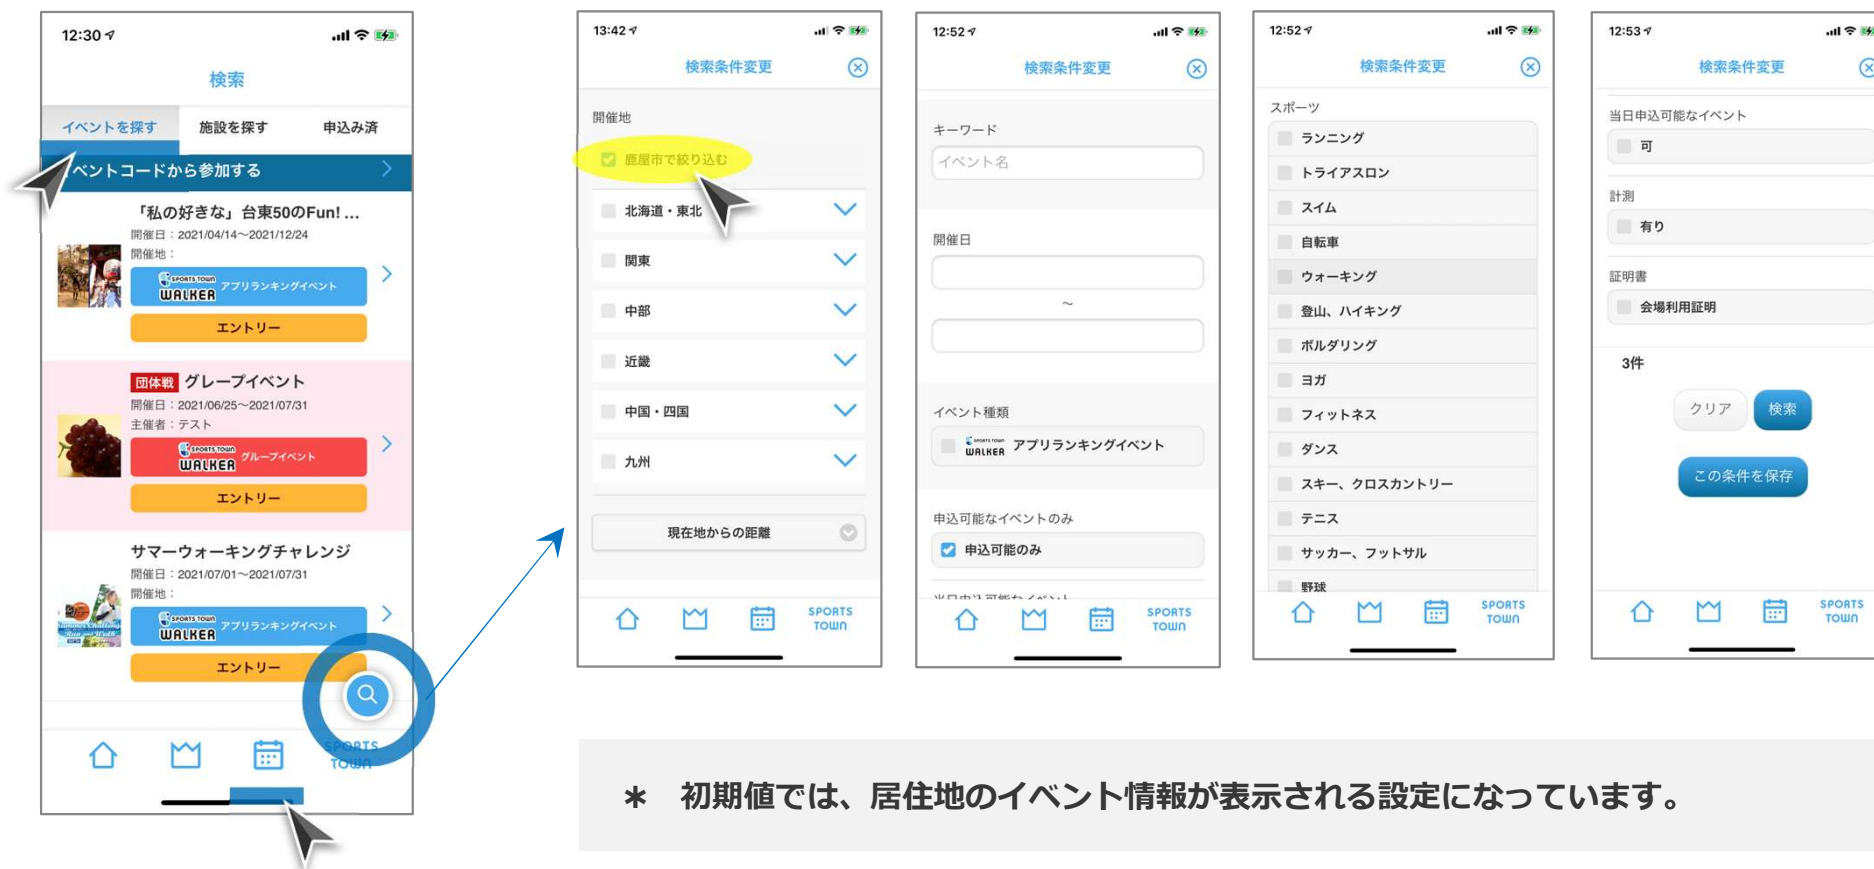 12:30
検索
イベントを探す 施設を探す 申込み済
ベントコードから参加する
「私の好きな」台東50のFun! ...
開催日：2021/04/14〜2021/12/24
開催地：
SPORTS TOWN WALKER アプリランキングイベント
エントリー
団体戦 グレープイベント
開催日：2021/06/25〜2021/07/31
主催者：テスト
SPORTS TOWN WALKER グループイベント
エントリー
サマーウォーキングチャレンジ
開催日：2021/07/01〜2021/07/31
開催地：
SPORTS TOWN WALKER アプリランキングイベント
エントリー
SPORTS TOWN
13:42
検索条件変更
開催地
鹿屋市で絞り込む
北海道・東北
関東
中部
近畿
中国・四国
九州
現在地からの距離
SPORTS TOWN
12:52
検索条件変更
キーワード
イベント名
開催日
〜
イベント種類
SPORTS TOWN WALKER アプリランキングイベント
申込可能なイベントのみ
申込可能のみ
当日申込可能なイベント
SPORTS TOWN
12:52
検索条件変更
スポーツ
ランニング
トライアスロン
スイム
自転車
ウォーキング
登山、ハイキング
ボルダリング
ヨガ
フィットネス
ダンス
スキー、クロスカントリー
テニス
サッカー、フットサル
野球
SPORTS TOWN
12:53
検索条件変更
当日申込可能なイベント
可
計測
有り
証明書
会場利用証明
3件
クリア 検索
この条件を保存
SPORTS TOWN
＊ 初期値では、居住地のイベント情報が表示される設定になっています。